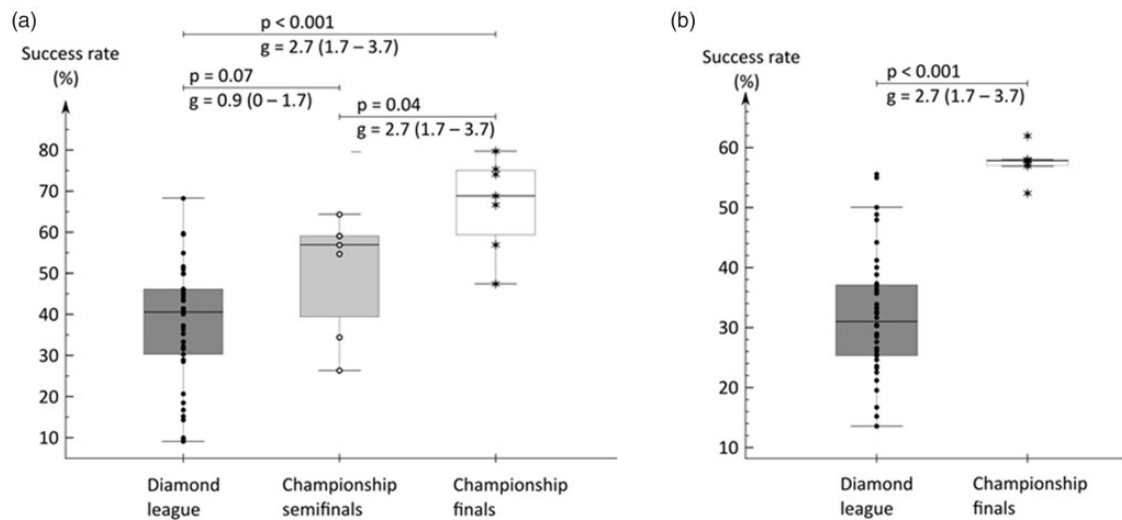 (a)
p < 0.001
g = 2.7 (1.7 – 3.7)
Success rate
(%)
p = 0.07
g = 0.9 (0 – 1.7)
p = 0.04
g = 2.7 (1.7 – 3.7)
80
70
60
50
40
30
20
10
Diamond
league
Championship
semifinals
Championship
finals
(b)
Success rate
(%)
p < 0.001
g = 2.7 (1.7 – 3.7)
60
50
40
30
20
10
Diamond
league
Championship
finals